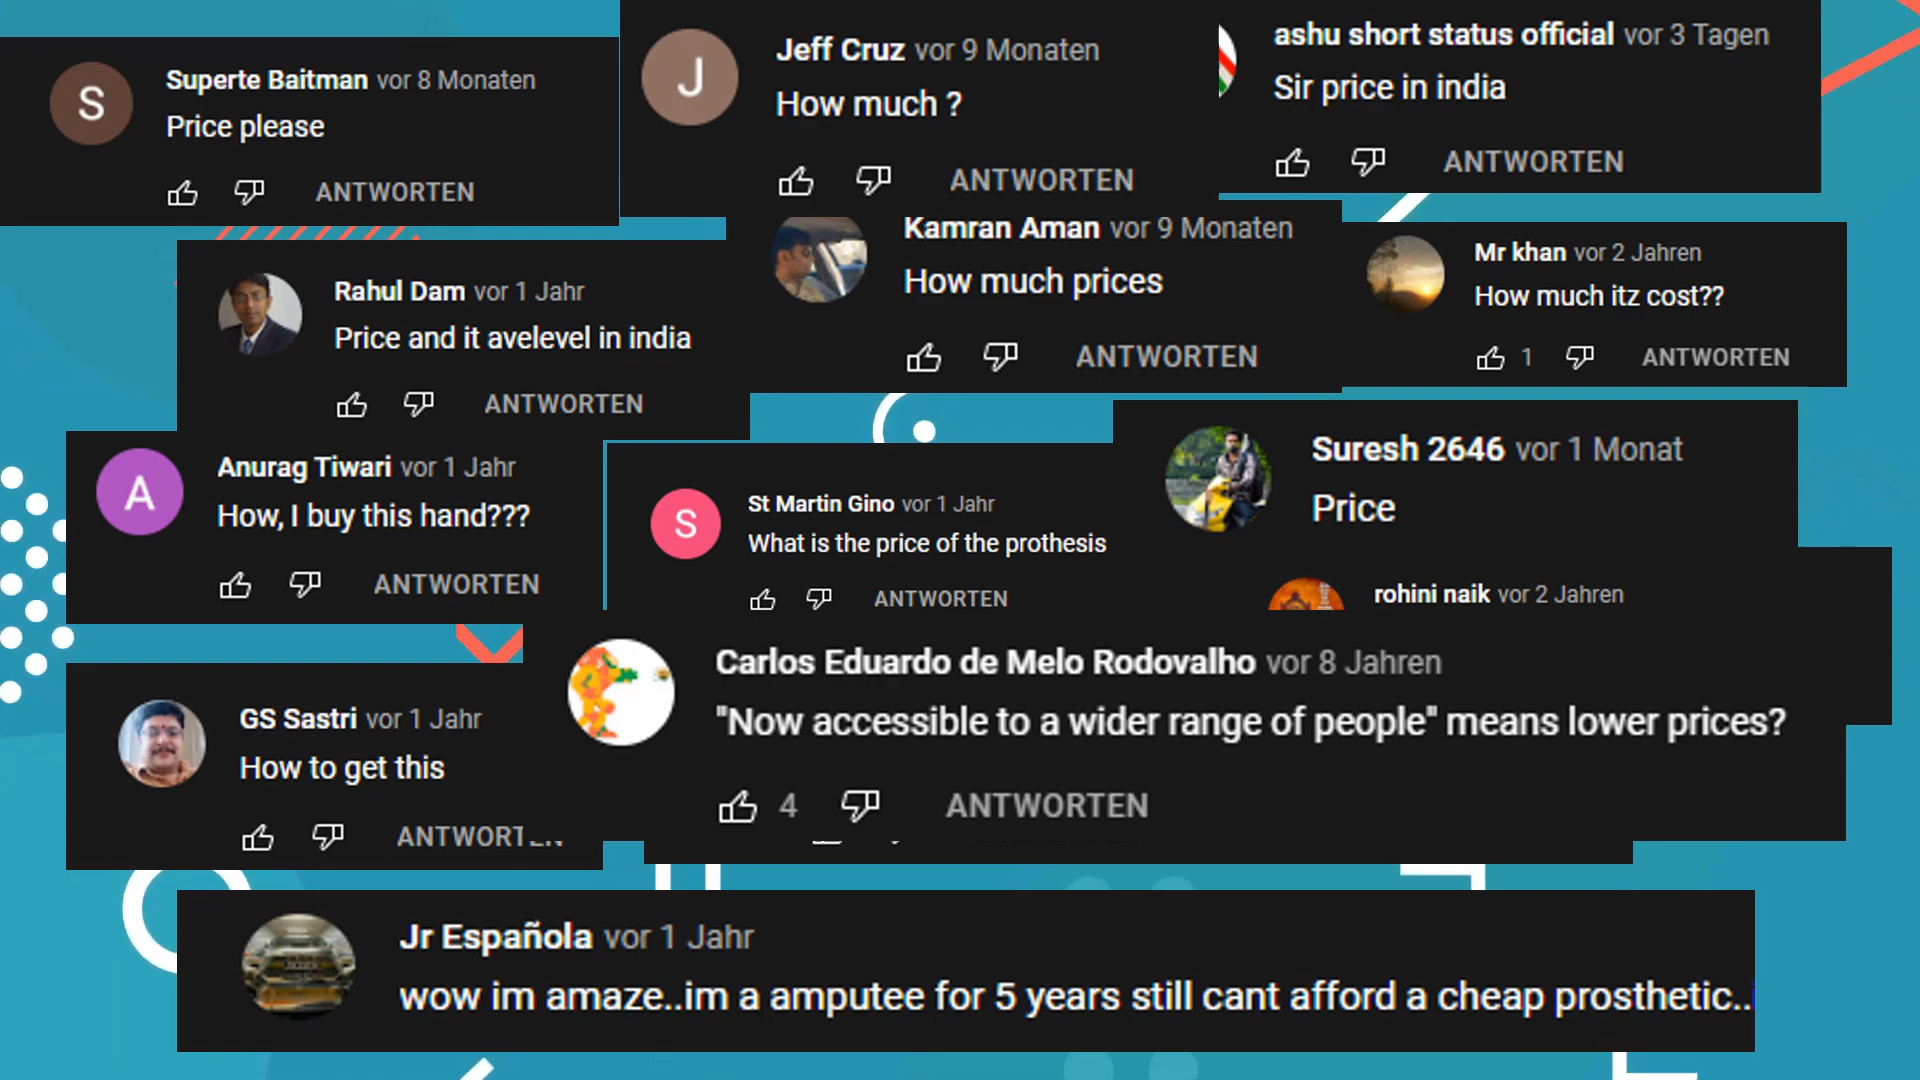 Superte Baitman vor 8 Monaten
Price please
ANTWORTEN
Jeff Cruz vor 9 Monaten
How much ?
ANTWORTEN
ashu short status official vor 3 Tagen
Sir price in india
ANTWORTEN
Rahul Dam vor 1 Jahr
Price and it avelevel in india
ANTWORTEN
Kamran Aman vor 9 Monaten
How much prices
ANTWORTEN
Mr khan vor 2 Jahren
How much itz cost??
1 ANTWORTEN
Anurag Tiwari vor 1 Jahr
How, I buy this hand???
ANTWORTEN
St Martin Gino vor 1 Jahr
What is the price of the prothesis
ANTWORTEN
Suresh 2646 vor 1 Monat
Price
rohini naik vor 2 Jahren
GS Sastri vor 1 Jahr
How to get this
ANTWORTEN
Carlos Eduardo de Melo Rodovalho vor 8 Jahren
"Now accessible to a wider range of people" means lower prices?
4 ANTWORTEN
Jr Española vor 1 Jahr
wow im amaze..im a amputee for 5 years still cant afford a cheap prosthetic..
S
J
A
S